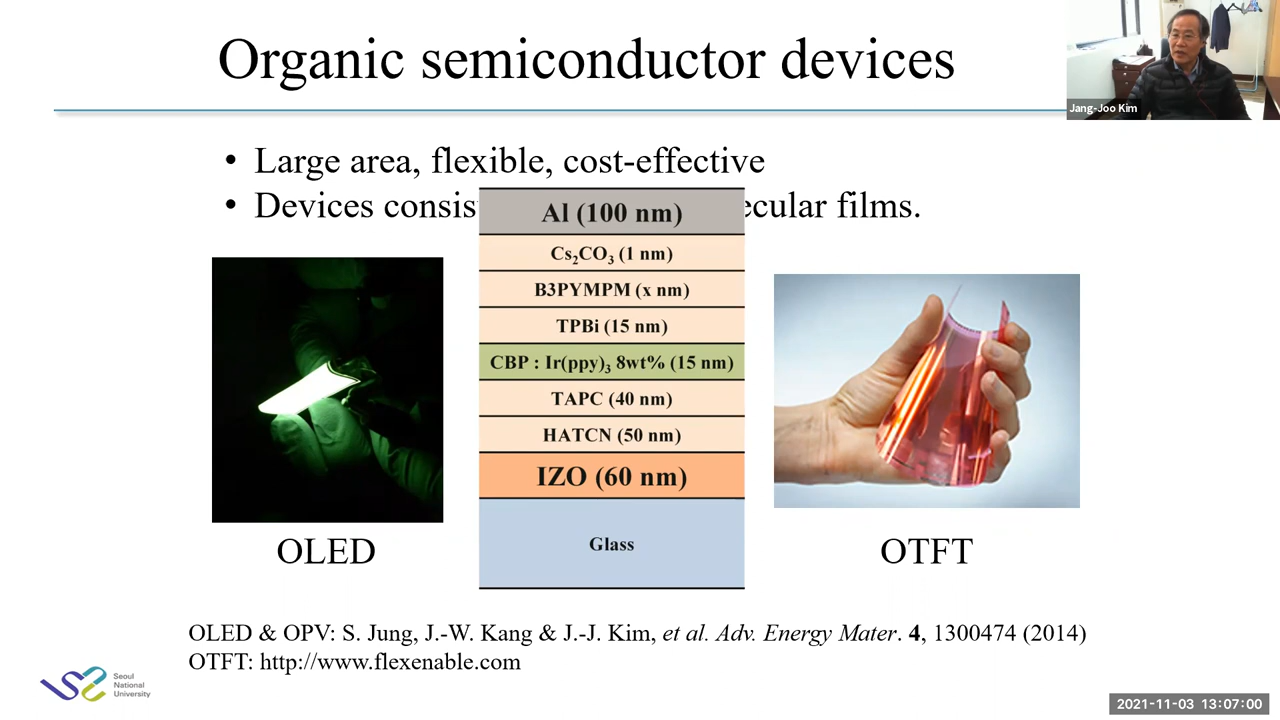 Organic semiconductor devices
Jang-Joo Kim
• Large area, flexible, cost-effective
• Devices consis ecular films.
Al (100 nm)
Cs₂CO₃ (1 nm)
B3PYMPM (x nm)
TPBi (15 nm)
CBP : Ir(ppy)₃ 8wt% (15 nm)
TAPC (40 nm)
HATCN (50 nm)
IZO (60 nm)
Glass
OLED
OTFT
OLED & OPV: S. Jung, J.-W. Kang & J.-J. Kim, et al. Adv. Energy Mater. 4, 1300474 (2014)
OTFT: http://www.flexenable.com
Seoul
National
University
2021-11-03 13:07:00